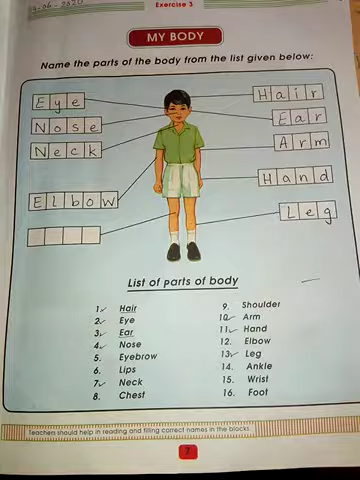 9-06-2020
Exercise 3
MY BODY
Name the parts of the body from the list given below:
Eye
Hair
Nose
Ear
Neck
Arm
Elbow
Hand
Leg
List of parts of body
1. Hair
2. Eye
3. Ear
4. Nose
5. Eyebrow
6. Lips
7. Neck
8. Chest
9. Shoulder
10. Arm
11. Hand
12. Elbow
13. Leg
14. Ankle
15. Wrist
16. Foot
Teachers should help in reading and filling correct names in the blocks.
7